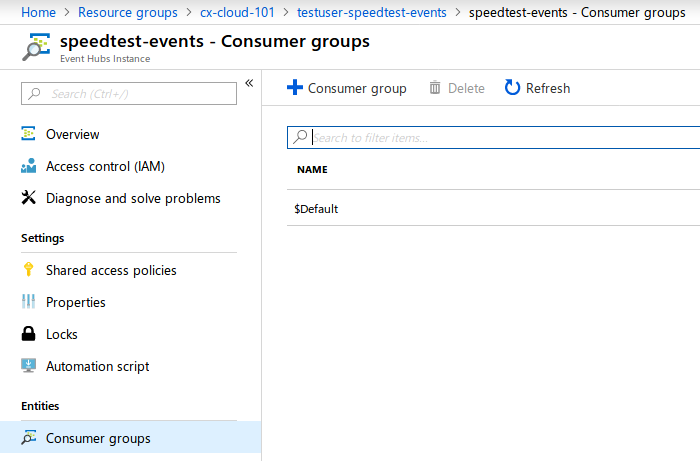 Home > Resource groups > cx-cloud-101 > testuser-speedtest-events > speedtest-events - Consumer groups
speedtest-events - Consumer groups
Event Hubs Instance
Search (Ctrl+/)
«
Overview
Access control (IAM)
Diagnose and solve problems
Settings
Shared access policies
Properties
Locks
Automation script
Entities
Consumer groups
+ Consumer group Delete Refresh
Search to filter items...
NAME
$Default